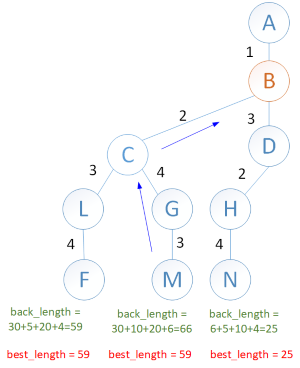 A
1
B
2
3
C
D
3
4
2
L
G
H
4
3
4
F
M
N
back_length =
30+5+20+4=59
back_length =
30+10+20+6=66
back_length =
6+5+10+4=25
best_length = 59
best_length = 59
best_length = 25